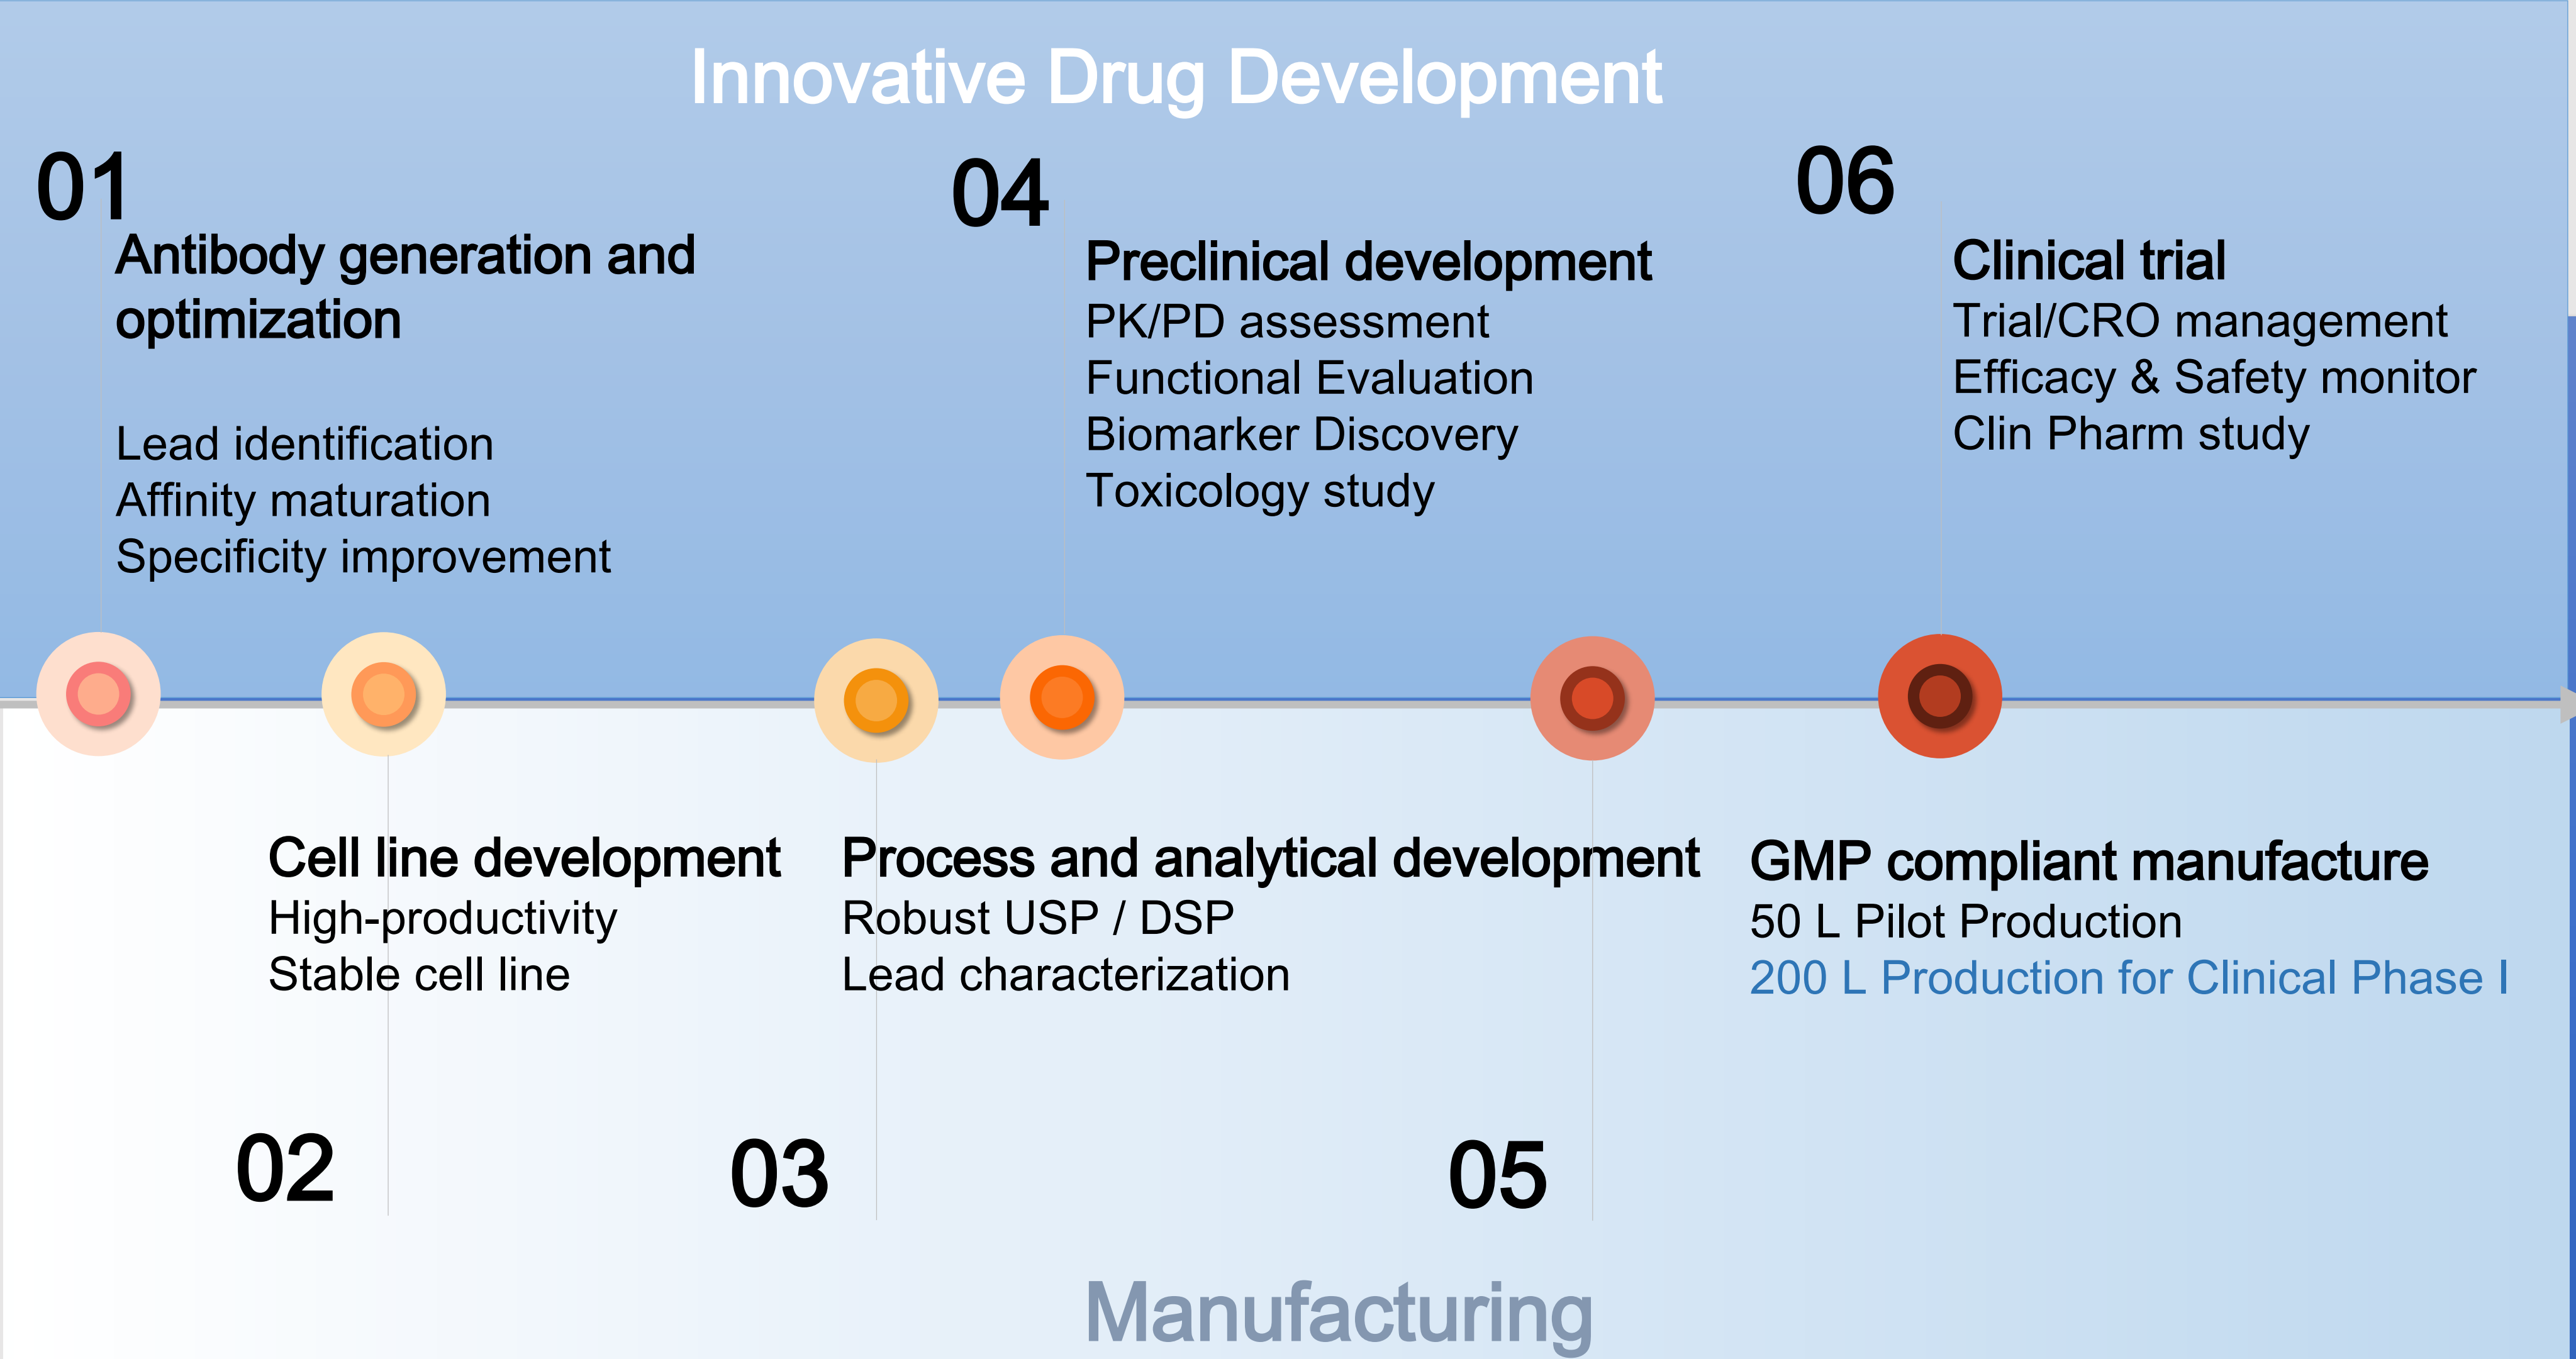 Innovative Drug Development
01
Antibody generation and
optimization
Lead identification
Affinity maturation
Specificity improvement
04
Preclinical development
PK/PD assessment
Functional Evaluation
Biomarker Discovery
Toxicology study
06
Clinical trial
Trial/CRO management
Efficacy & Safety monitor
Clin Pharm study
Cell line development
High-productivity
Stable cell line
02
Process and analytical development
Robust USP / DSP
Lead characterization
03
GMP compliant manufacture
50 L Pilot Production
200 L Production for Clinical Phase I
05
Manufacturing